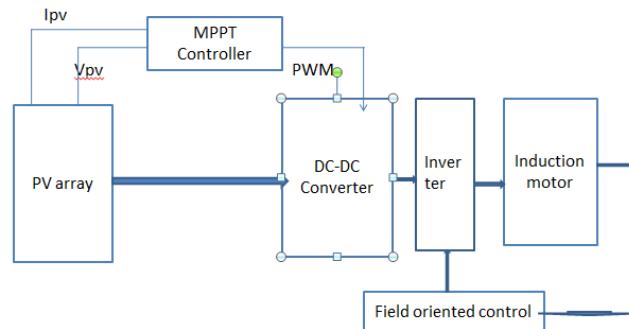 Ipv
MPPT
Controller
Vpv
PWM
PV array
DC-DC
Converter
Inver
ter
Induction
motor
Field oriented control